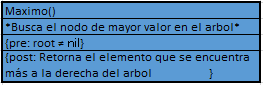 Maximo()
*Busca el nodo de mayor valor en el arbol*
{pre: root ≠ nil}
{post: Retorna el elemento que se encuentra
más a la derecha del arbol }